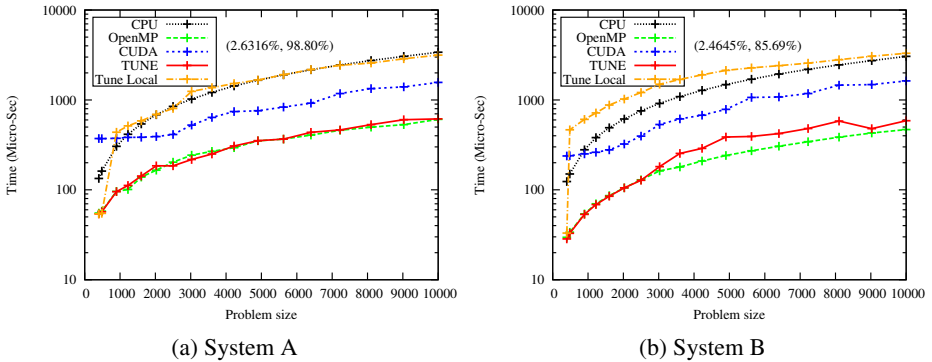 10000
1000
100
10
Time (Micro-Sec)
CPU
OpenMP
CUDA
TUNE
Tune Local
(2.6316%, 98.80%)
0 1000 2000 3000 4000 5000 6000 7000 8000 9000 10000
Problem size
(a) System A
10000
1000
100
10
Time (Micro-Sec)
CPU
OpenMP
CUDA
TUNE
Tune Local
(2.4645%, 85.69%)
0 1000 2000 3000 4000 5000 6000 7000 8000 9000 10000
Problem size
(b) System B